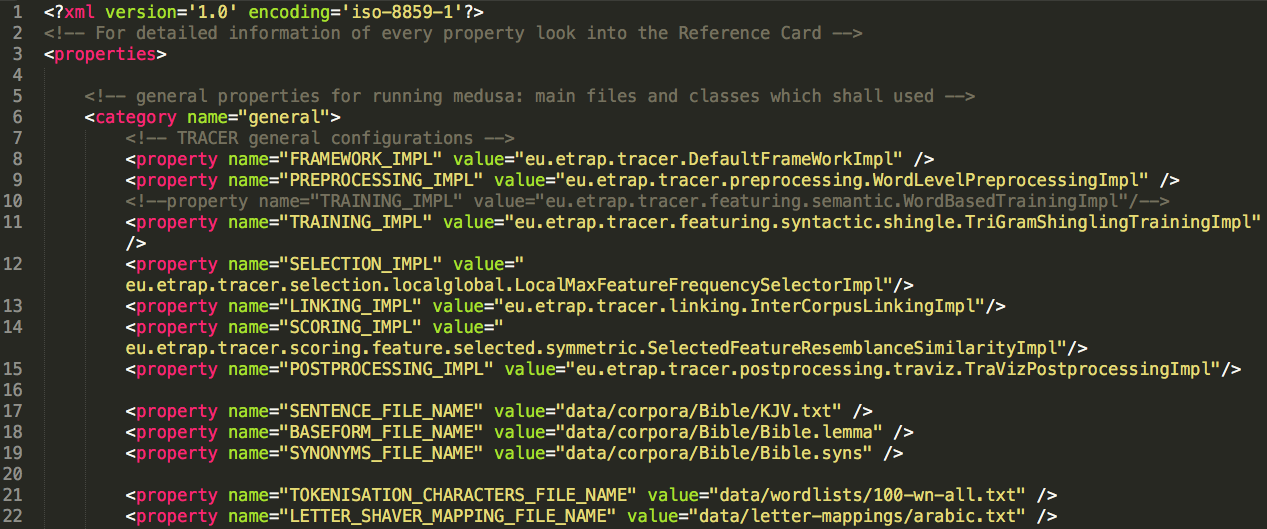 1 <?xml version='1.0' encoding='iso-8859-1'?>
2 <!-- For detailed information of every property look into the Reference Card -->
3 <properties>
4
5 <!-- general properties for running medusa: main files and classes which shall used -->
6 <category name="general">
7 <!-- TRACER general configurations -->
8 <property name="FRAMEWORK_IMPL" value="eu.etrap.tracer.DefaultFrameWorkImpl" />
9 <property name="PREPROCESSING_IMPL" value="eu.etrap.tracer.preprocessing.WordLevelPreprocessingImpl" />
10 <!--property name="TRAINING_IMPL" value="eu.etrap.tracer.featuring.semantic.WordBasedTrainingImpl"/-->
11 <property name="TRAINING_IMPL" value="eu.etrap.tracer.featuring.syntactic.shingle.TriGramShinglingTrainingImpl"
/>
12 <property name="SELECTION_IMPL" value="
eu.etrap.tracer.selection.localglobal.LocalMaxFeatureFrequencySelectorImpl"/>
13 <property name="LINKING_IMPL" value="eu.etrap.tracer.linking.InterCorpusLinkingImpl"/>
14 <property name="SCORING_IMPL" value="
eu.etrap.tracer.scoring.feature.selected.symmetric.SelectedFeatureResemblanceSimilarityImpl"/>
15 <property name="POSTPROCESSING_IMPL" value="eu.etrap.tracer.postprocessing.traviz.TraVizPostprocessingImpl"/>
16
17 <property name="SENTENCE_FILE_NAME" value="data/corpora/Bible/KJV.txt" />
18 <property name="BASEFORM_FILE_NAME" value="data/corpora/Bible/Bible.lemma" />
19 <property name="SYNONYMS_FILE_NAME" value="data/corpora/Bible/Bible.syns" />
20
21 <property name="TOKENISATION_CHARACTERS_FILE_NAME" value="data/wordlists/100-wn-all.txt" />
22 <property name="LETTER_SHAVER_MAPPING_FILE_NAME" value="data/letter-mappings/arabic.txt" />